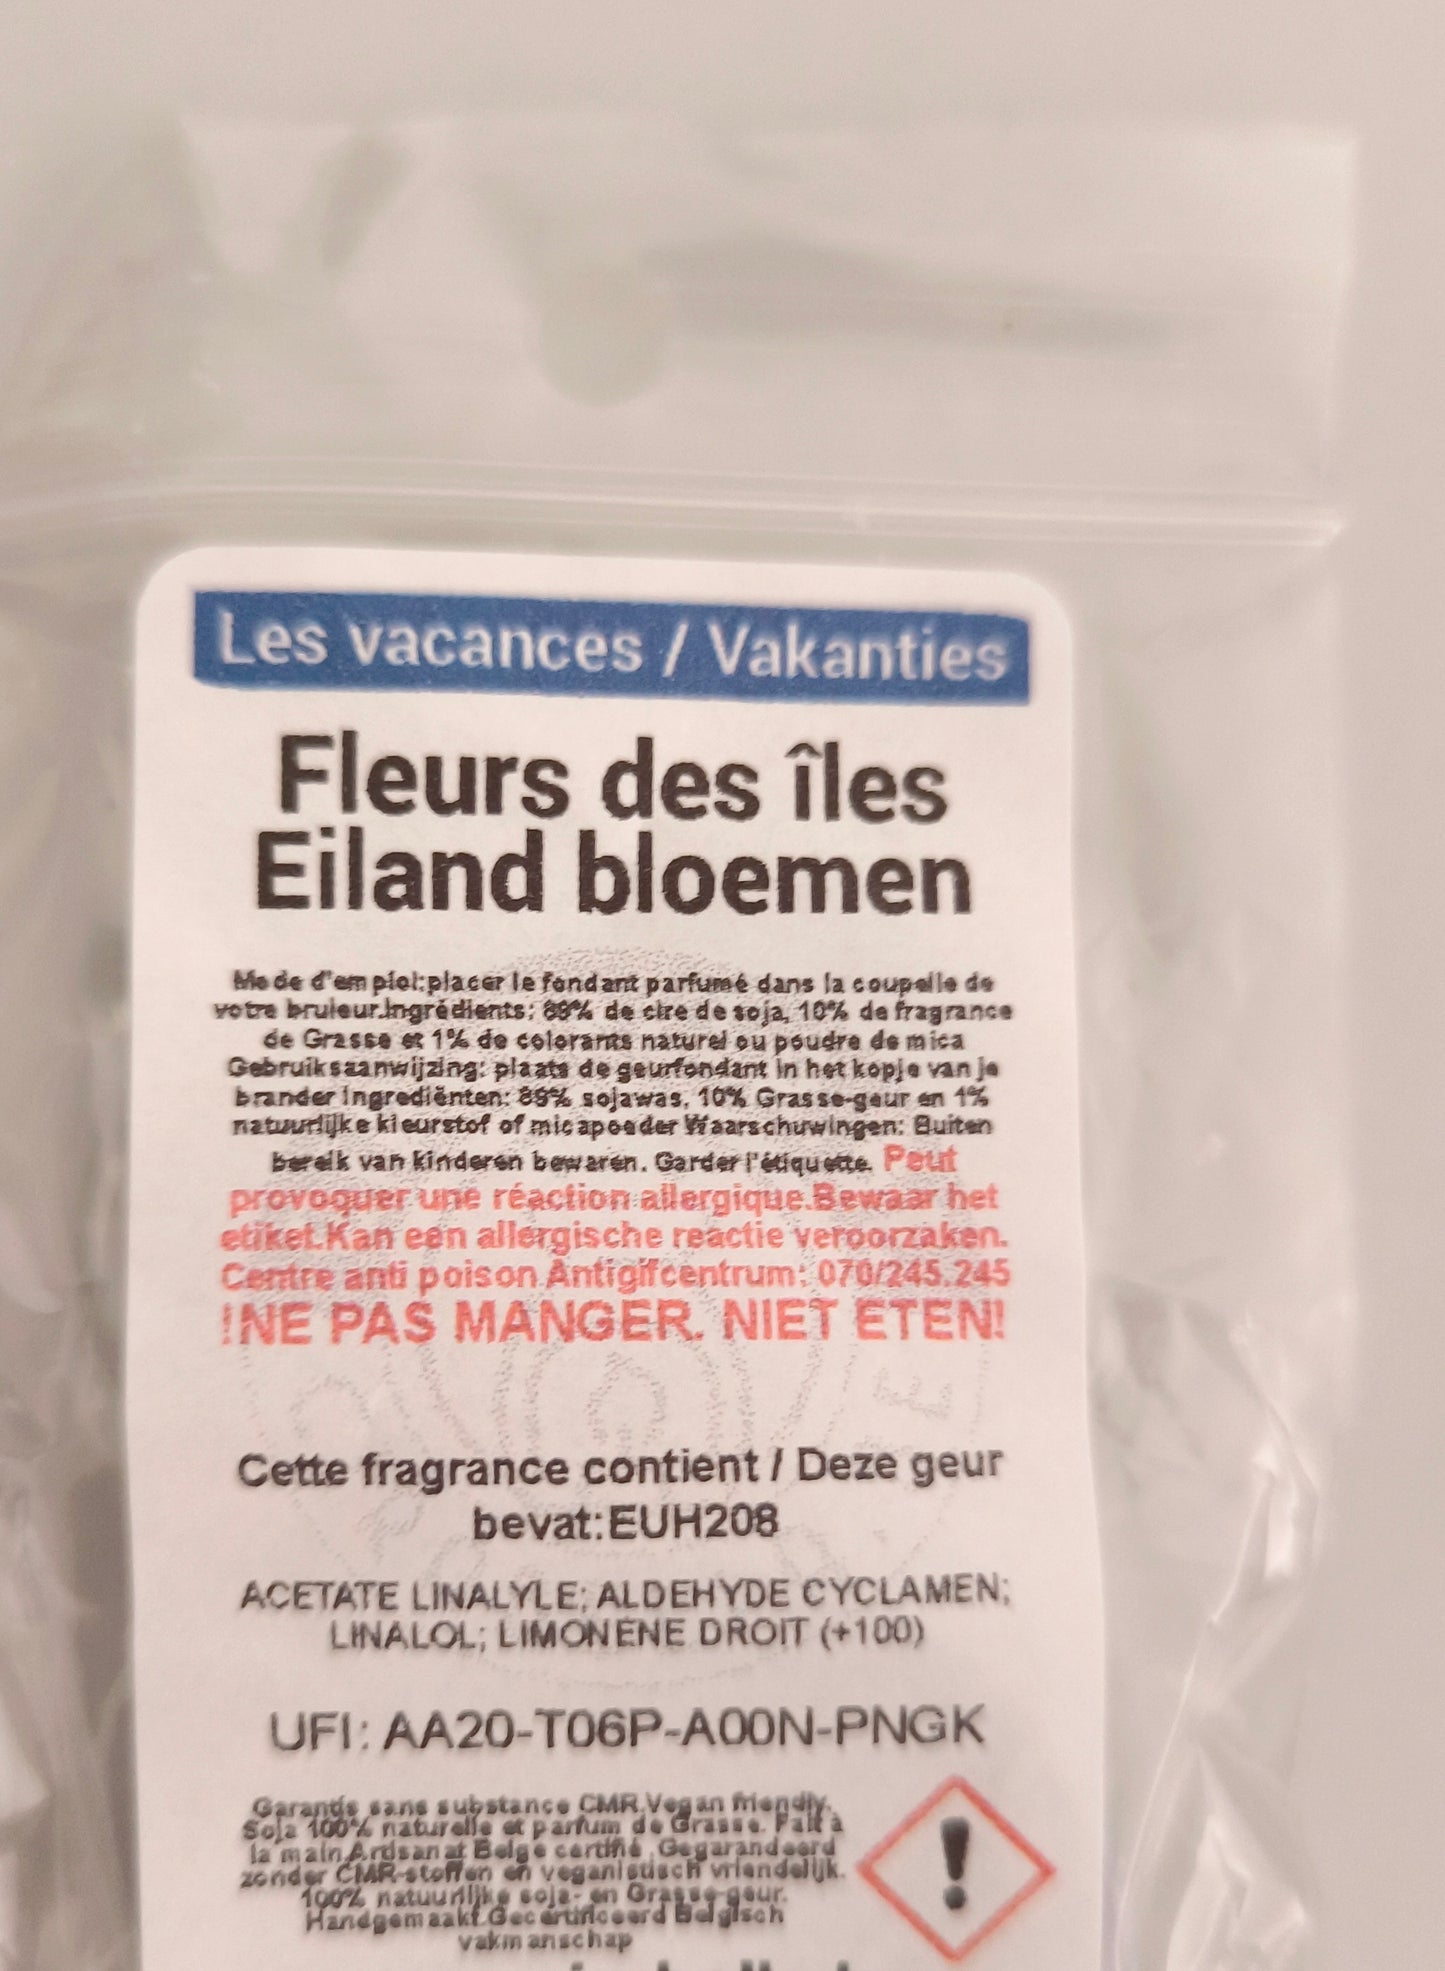 Les vacances / Vakanties
Fleurs des îles
Eiland bloemen
Mode d'emploi:placer le fondant parfumé dans la coupelle de
votre bruleur.Ingrédients: 89% de cire de soja, 10% de fragrance
de Grasse et 1% de colorants naturel ou poudre de mica
Gebruiksaanwijzing: plaats de geurfondant in het kopje van je
brander Ingrediënten: 89% sojawas, 10% Grasse-geur en 1%
natuurlijke kleurstof of micapoeder Waarschuwingen: Buiten
bereik van kinderen bewaren. Garder l'étiquette. Peut
provoquer une réaction allergique.Bewaar het
etiket.Kan een allergische reactie veroorzaken.
Centre anti poison Antigifcentrum: 070/245.245
!NE PAS MANGER. NIET ETEN!
Cette fragrance contient / Deze geur
bevat:EUH208
ACETATE LINALYLE; ALDEHYDE CYCLAMEN;
LINALOL; LIMONENE DROIT (+100)
UFI: AA20-T06P-A00N-PNGK
Garantis sans substance CMR.Vegan friendly.
Soja 100% naturelle et parfum de Grasse. Fait à
la main.Artisanat Belge certifié .Gegarandeerd
zonder CMR-stoffen en veganistisch vriendelijk.
100% natuurlijke soja- en Grasse-geur.
Handgemaakt.Gecertificeerd Belgisch
vakmanschap